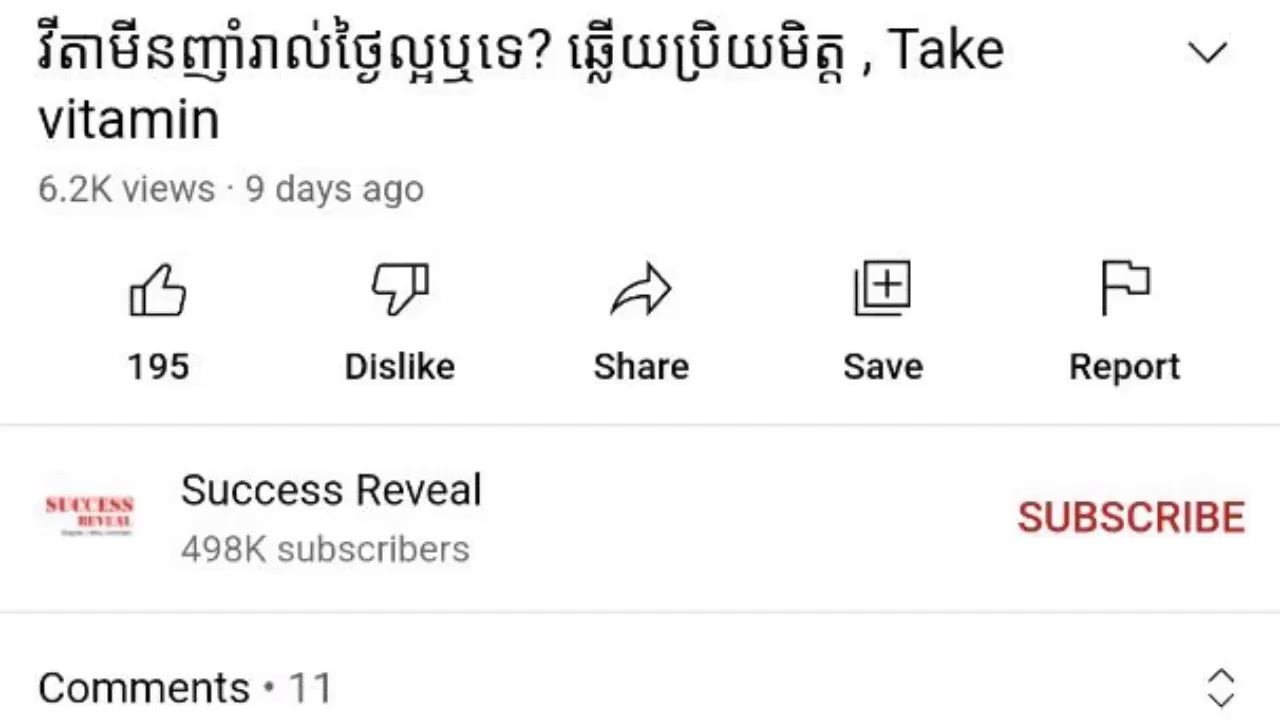 វីតាមីនញ៉ាំរាល់ថ្ងៃល្អឬទេ? ឆ្លើយប្រិយមិត្ត , Take
vitamin
6.2K views · 9 days ago
195
Dislike
Share
Save
Report
SUCCESS
REVEAL
Success Reveal
498K subscribers
SUBSCRIBE
Comments • 11